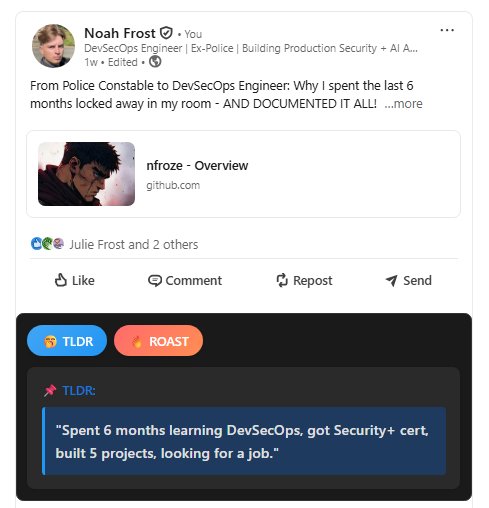 Noah Frost • You
DevSecOps Engineer | Ex-Police | Building Production Security + AI A...
1w • Edited •
From Police Constable to DevSecOps Engineer: Why I spent the last 6
months locked away in my room - AND DOCUMENTED IT ALL! ...more
nfroze - Overview
github.com
Julie Frost and 2 others
Like Comment Repost Send
TLDR ROAST
TLDR:
"Spent 6 months learning DevSecOps, got Security+ cert,
built 5 projects, looking for a job."